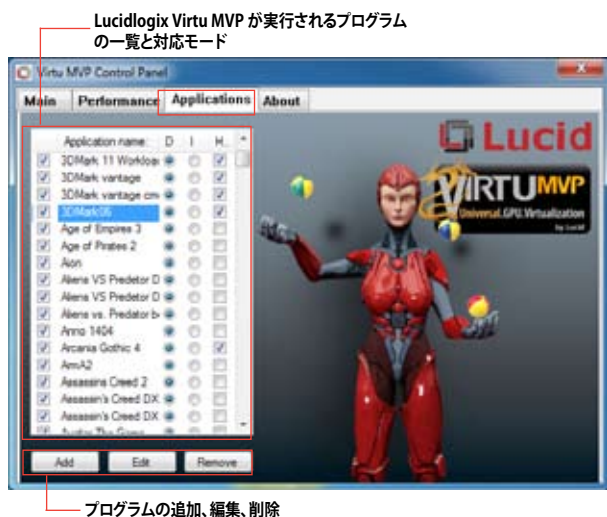 Lucidlogix Virtu MVP が実行されるプログラム
の一覧と対応モード
Virtu MVP Control Panel
Main Performance Applications About
Application name: D I H..
3DMark 11 Workloa
3DMark vantage
3DMark vantage cm
3DMark06
Age of Empires 3
Age of Pirates 2
Aion
Aliens VS Predetor D
Aliens VS Predetor D
Aliens vs. Predator b
Anno 1404
Arcania Gothic 4
ArmA2
Assassins Creed 2
Assassin's Creed DX
Assassin's Creed DX
Avatar The Game
Lucid
VIRTU MVP
Universal.GPU.Virtualization
by Lucid
Add Edit Remove
プログラムの追加、編集、削除